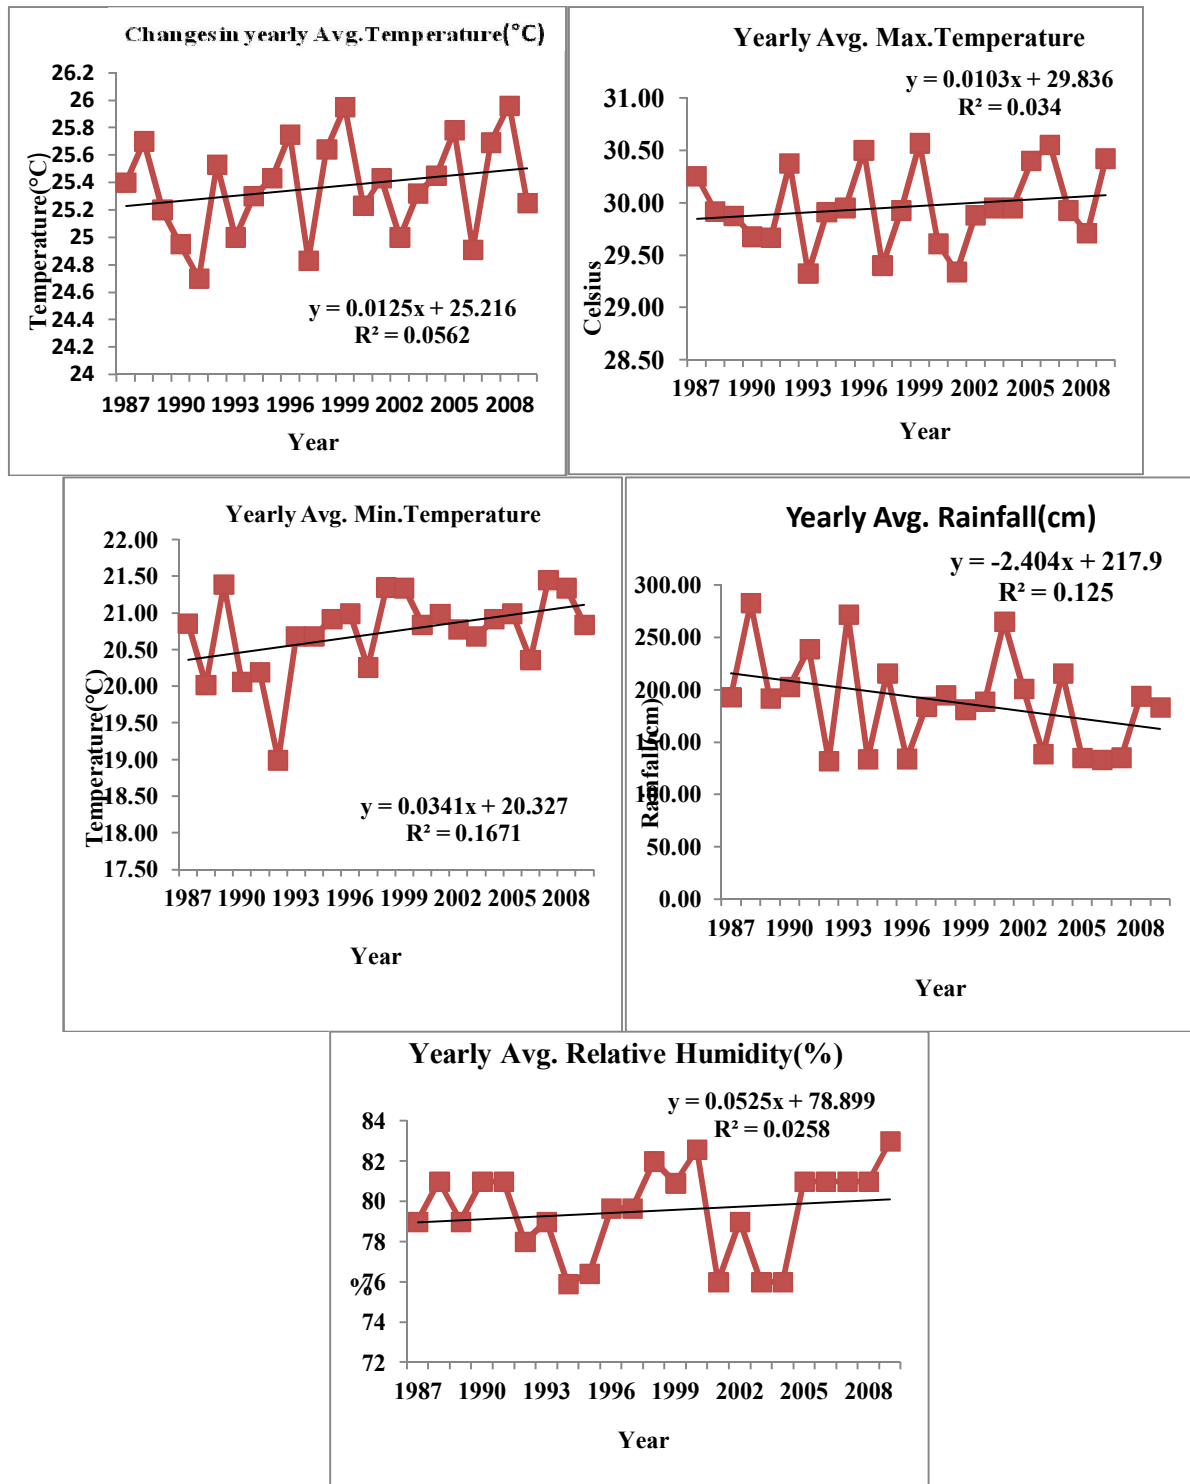 Changes in yearly Avg.Temperature(°C)
26.2
26
25.8
25.6
25.4
25.2
25
24.8
24.6
24.4
24.2
24
Temperature(°C)
y = 0.0125x + 25.216
R² = 0.0562
1987 1990 1993 1996 1999 2002 2005 2008
Year
Yearly Avg. Max.Temperature
y = 0.0103x + 29.836
R² = 0.034
31.00
30.50
30.00
29.50
29.00
28.50
Celsius
1987 1990 1993 1996 1999 2002 2005 2008
Year
Yearly Avg. Min.Temperature
22.00
21.50
21.00
20.50
20.00
19.50
19.00
18.50
18.00
17.50
Temperature(°C)
y = 0.0341x + 20.327
R² = 0.1671
1987 1990 1993 1996 1999 2002 2005 2008
Year
Yearly Avg. Rainfall(cm)
y = -2.404x + 217.9
R² = 0.125
300.00
250.00
200.00
150.00
100.00
50.00
0.00
Rainfall(cm)
1987 1990 1993 1996 1999 2002 2005 2008
Year
Yearly Avg. Relative Humidity(%)
y = 0.0525x + 78.899
R² = 0.0258
84
82
80
78
76
74
72
%
1987 1990 1993 1996 1999 2002 2005 2008
Year